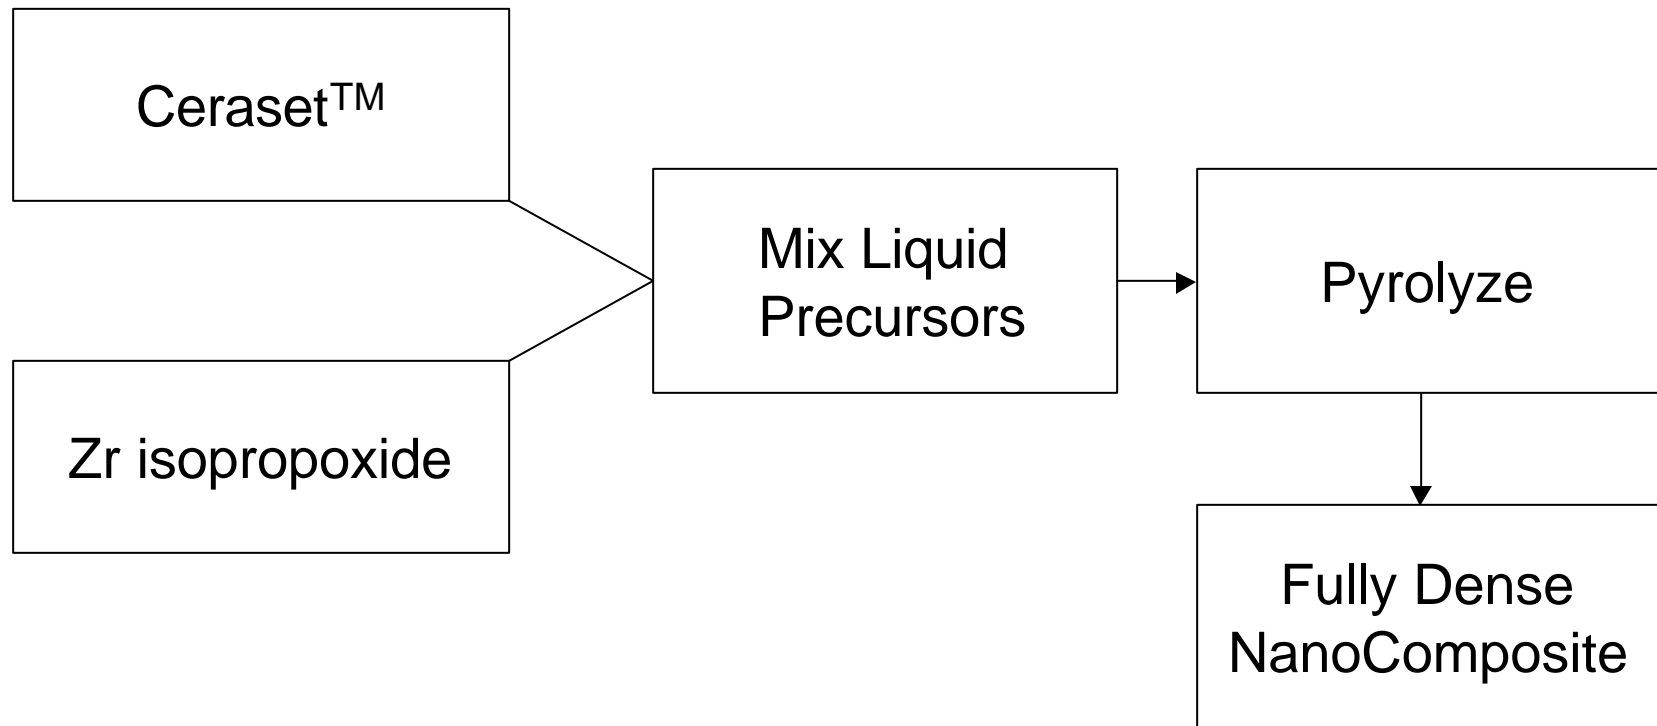 Ceraset™
Zr isopropoxide
Mix Liquid
Precursors
Pyrolyze
Fully Dense
NanoComposite